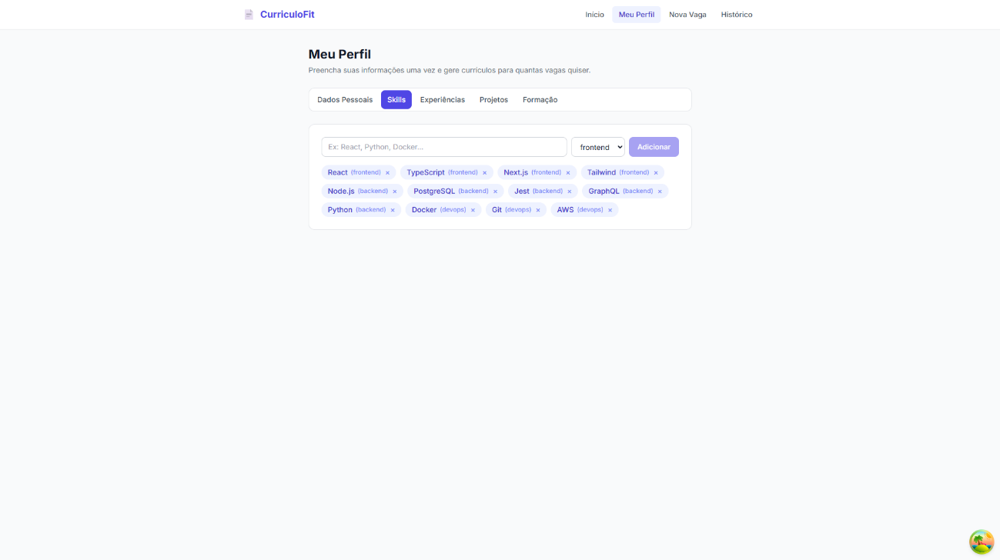 CurriculoFit
Início Meu Perfil Nova Vaga Histórico
Meu Perfil
Preencha suas informações uma vez e gere currículos para quantas vagas quiser.
Dados Pessoais Skills Experiências Projetos Formação
Ex: React, Python, Docker... frontend Adicionar
React (frontend) × TypeScript (frontend) × Next.js (frontend) × Tailwind (frontend) ×
Node.js (backend) × PostgreSQL (backend) × Jest (backend) × GraphQL (backend) ×
Python (backend) × Docker (devops) × Git (devops) × AWS (devops) ×